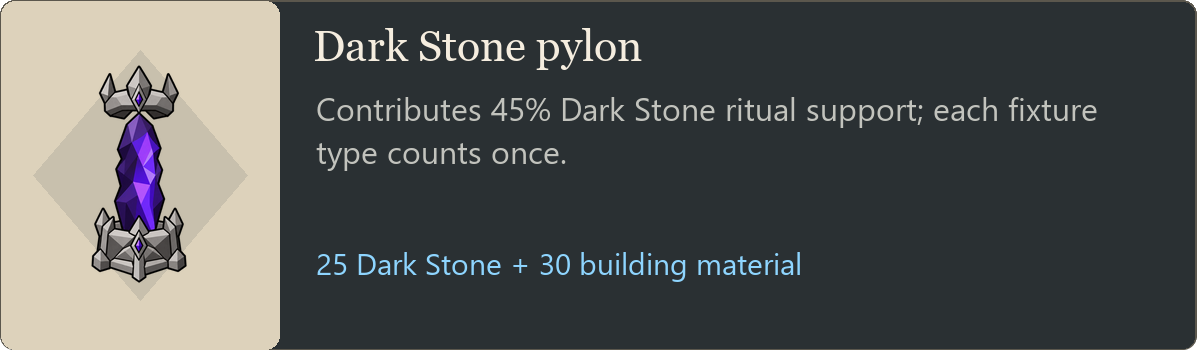 Dark Stone pylon
Contributes 45% Dark Stone ritual support; each fixture
type counts once.
25 Dark Stone + 30 building material